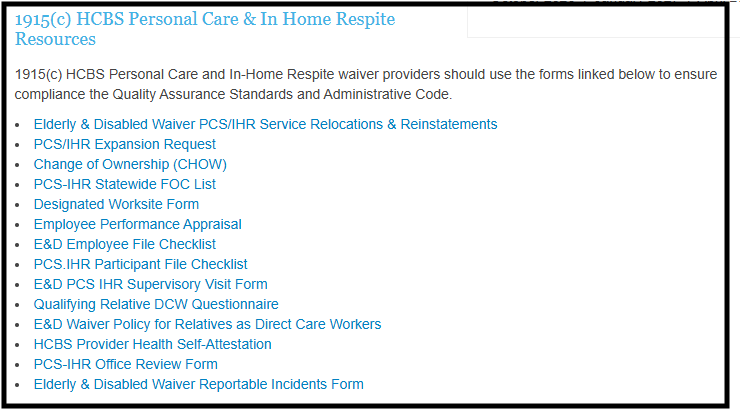 1915(c) HCBS Personal Care & In Home Respite
Resources
1915(c) HCBS Personal Care and In-Home Respite waiver providers should use the forms linked below to ensure
compliance the Quality Assurance Standards and Administrative Code.
• Elderly & Disabled Waiver PCS/IHR Service Relocations & Reinstatements
• PCS/IHR Expansion Request
• Change of Ownership (CHOW)
• PCS-IHR Statewide FOC List
• Designated Worksite Form
• Employee Performance Appraisal
• E&D Employee File Checklist
• PCS.IHR Participant File Checklist
• E&D PCS IHR Supervisory Visit Form
• Qualifying Relative DCW Questionnaire
• E&D Waiver Policy for Relatives as Direct Care Workers
• HCBS Provider Health Self-Attestation
• PCS-IHR Office Review Form
• Elderly & Disabled Waiver Reportable Incidents Form